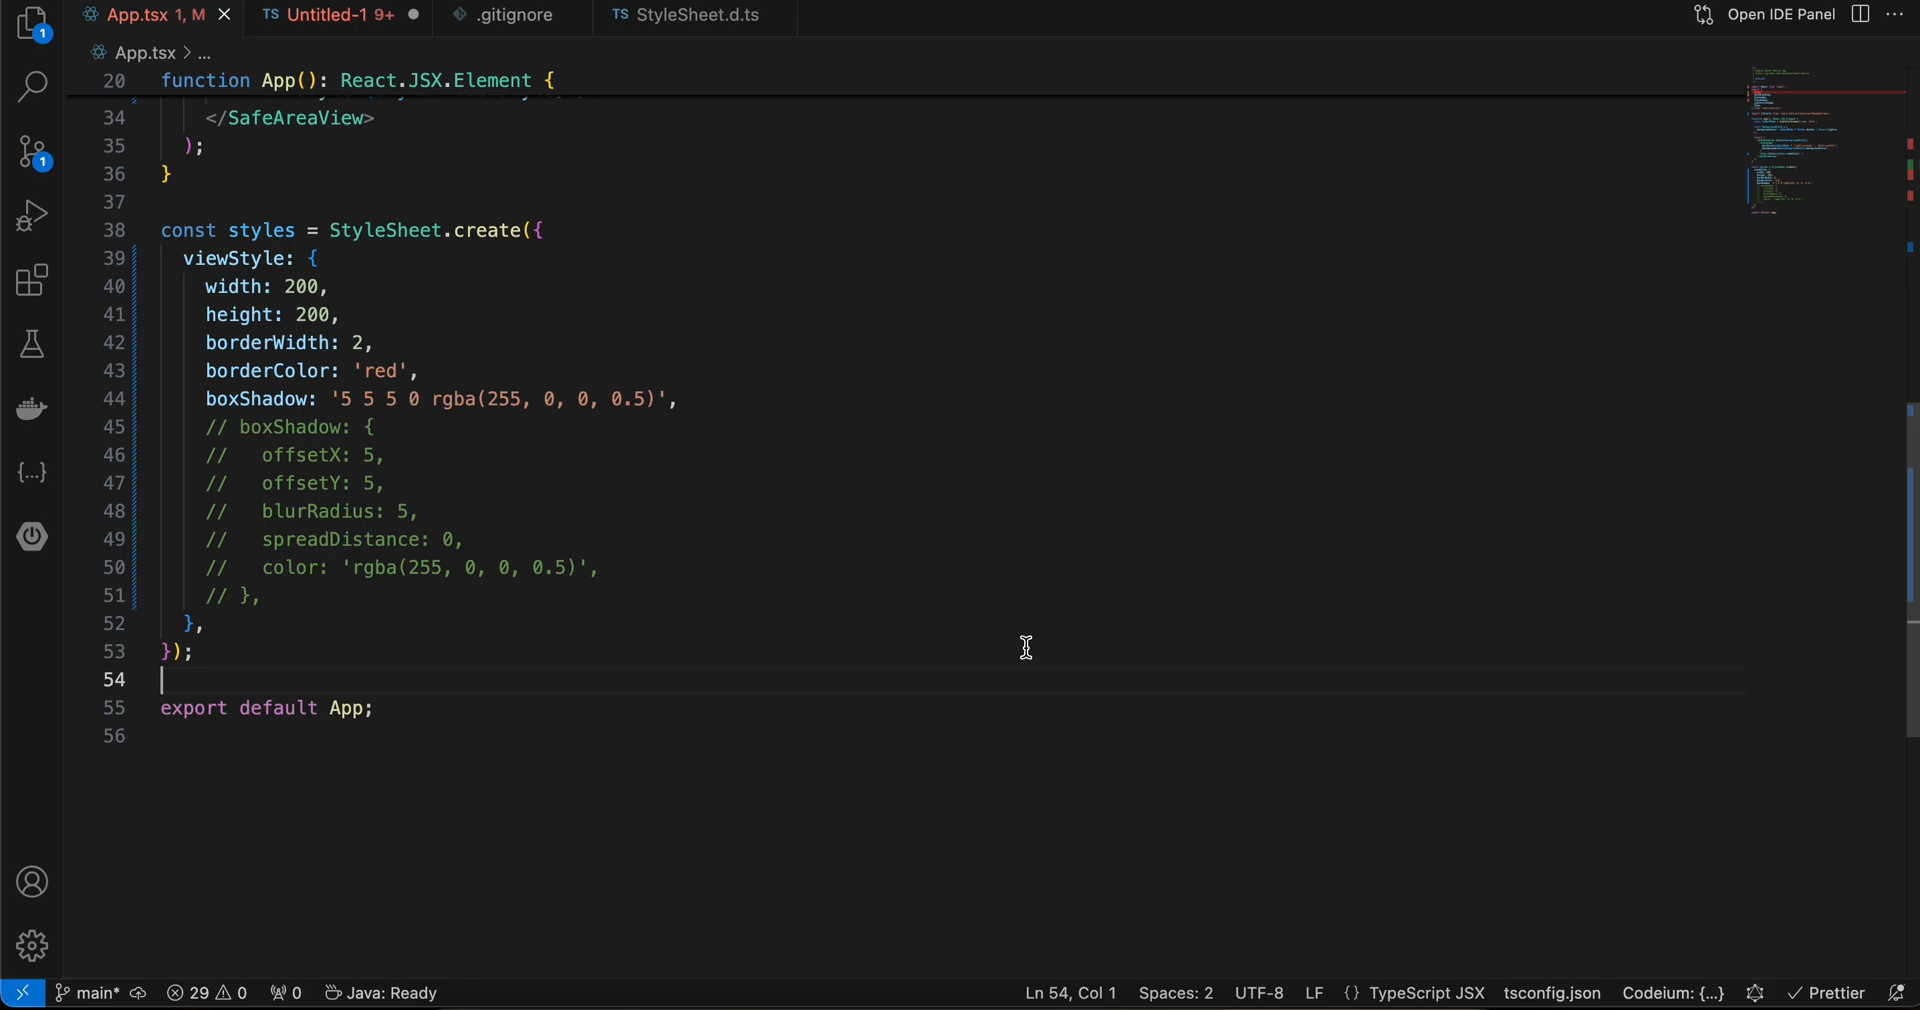 App.tsx 1, M
TS Untitled-1 9+
.gitignore
TS StyleSheet.d.ts
Open IDE Panel
App.tsx > ...
20 function App(): React.JSX.Element {
34 </SafeAreaView>
35 );
36 }
37
38 const styles = StyleSheet.create({
39 viewStyle: {
40 width: 200,
41 height: 200,
42 borderWidth: 2,
43 borderColor: 'red',
44 boxShadow: '5 5 5 0 rgba(255, 0, 0, 0.5)',
45 // boxShadow: {
46 // offsetX: 5,
47 // offsetY: 5,
48 // blurRadius: 5,
49 // spreadDistance: 0,
50 // color: 'rgba(255, 0, 0, 0.5)',
51 // },
52 },
53 });
54
55 export default App;
56
1
1
main*
29 0
0
Java: Ready
Ln 54, Col 1
Spaces: 2
UTF-8
LF
{} TypeScript JSX
tsconfig.json
Codeium: {...}
Prettier